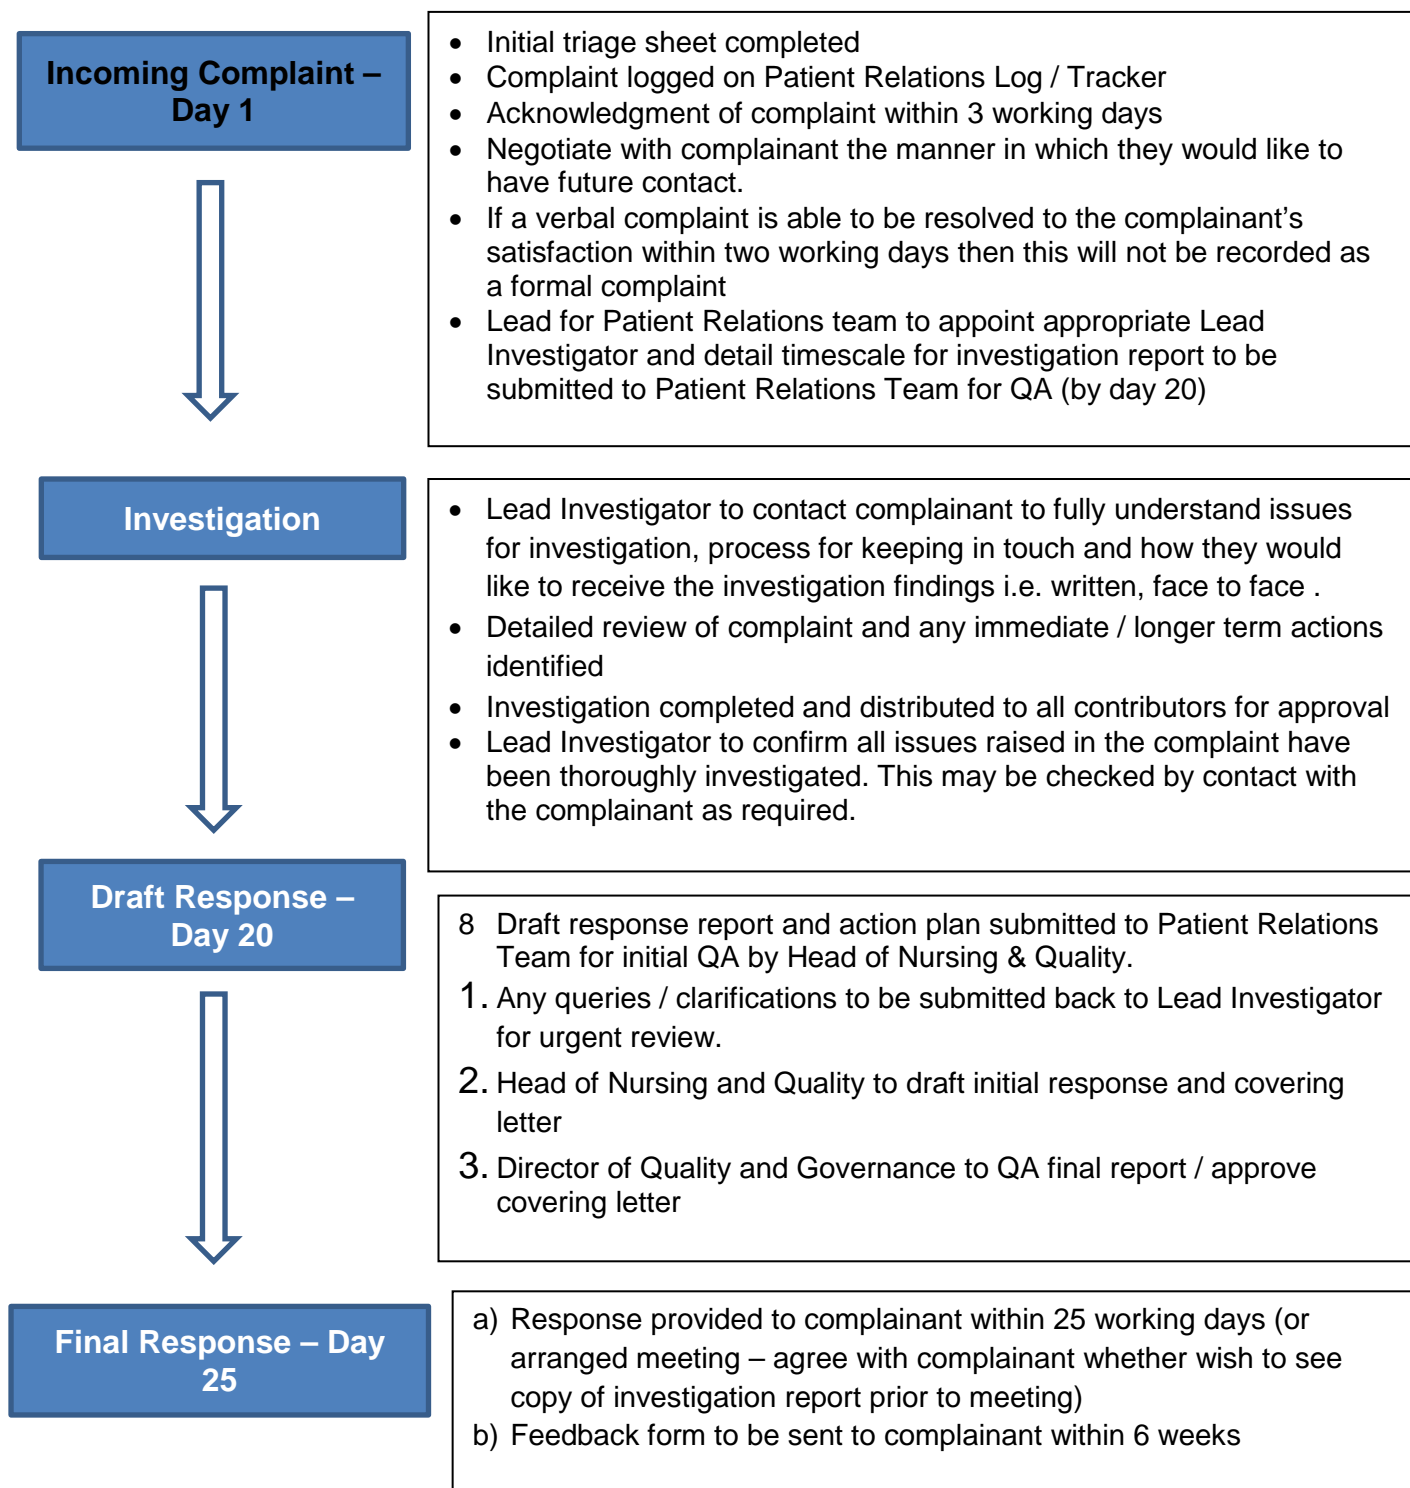 Incoming Complaint –
Day 1
• Initial triage sheet completed
• Complaint logged on Patient Relations Log / Tracker
• Acknowledgment of complaint within 3 working days
• Negotiate with complainant the manner in which they would like to
have future contact.
• If a verbal complaint is able to be resolved to the complainant’s
satisfaction within two working days then this will not be recorded as
a formal complaint
• Lead for Patient Relations team to appoint appropriate Lead
Investigator and detail timescale for investigation report to be
submitted to Patient Relations Team for QA (by day 20)
Investigation
• Lead Investigator to contact complainant to fully understand issues
for investigation, process for keeping in touch and how they would
like to receive the investigation findings i.e. written, face to face .
• Detailed review of complaint and any immediate / longer term actions
identified
• Investigation completed and distributed to all contributors for approval
• Lead Investigator to confirm all issues raised in the complaint have
been thoroughly investigated. This may be checked by contact with
the complainant as required.
Draft Response –
Day 20
8 Draft response report and action plan submitted to Patient Relations
Team for initial QA by Head of Nursing & Quality.
1. Any queries / clarifications to be submitted back to Lead Investigator
for urgent review.
2. Head of Nursing and Quality to draft initial response and covering
letter
3. Director of Quality and Governance to QA final report / approve
covering letter
Final Response – Day
25
a) Response provided to complainant within 25 working days (or
arranged meeting – agree with complainant whether wish to see
copy of investigation report prior to meeting)
b) Feedback form to be sent to complainant within 6 weeks